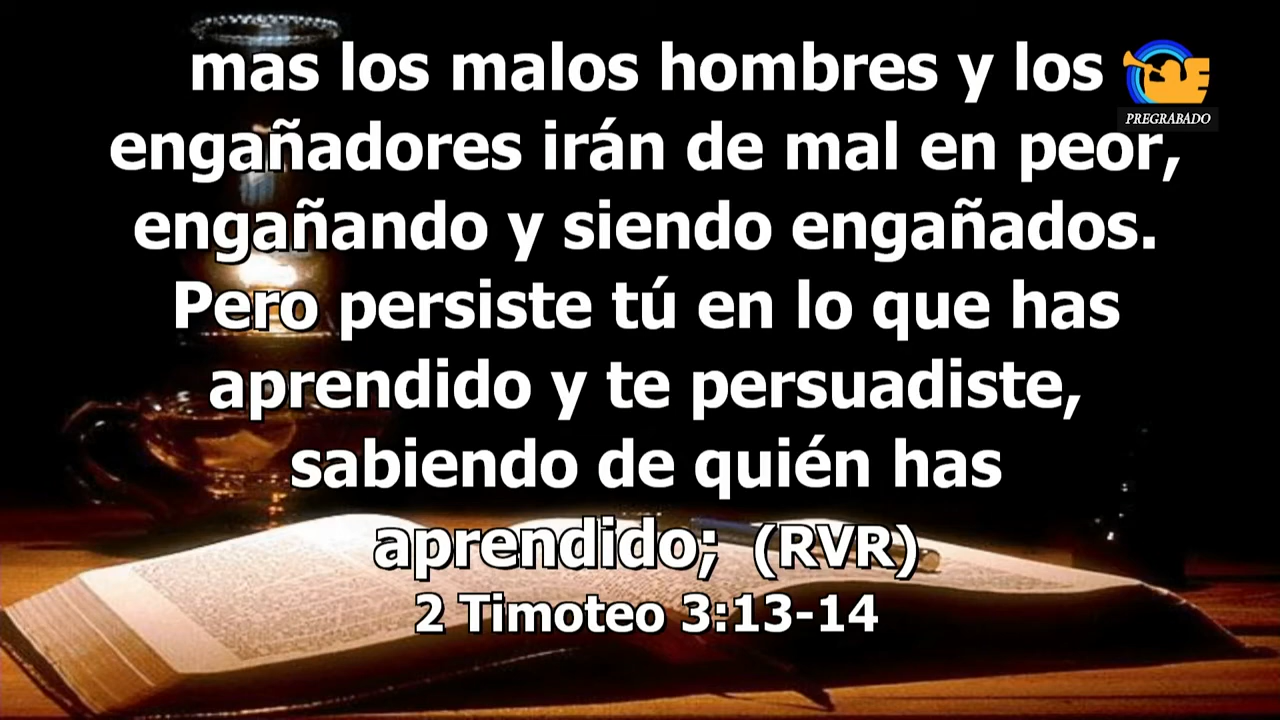 mas los malos hombres y los
PREGRABADO
engañadores irán de mal en peor,
engañando y siendo engañados.
Pero persiste tú en lo que has
aprendido y te persuadiste,
sabiendo de quién has
aprendido; (RVR)
2 Timoteo 3:13-14